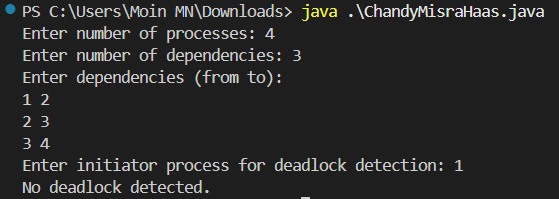 PS C:\Users\Moin MN\Downloads> java .\ChandyMisraHaas.java
Enter number of processes: 4
Enter number of dependencies: 3
Enter dependencies (from to):
1 2
2 3
3 4
Enter initiator process for deadlock detection: 1
No deadlock detected.